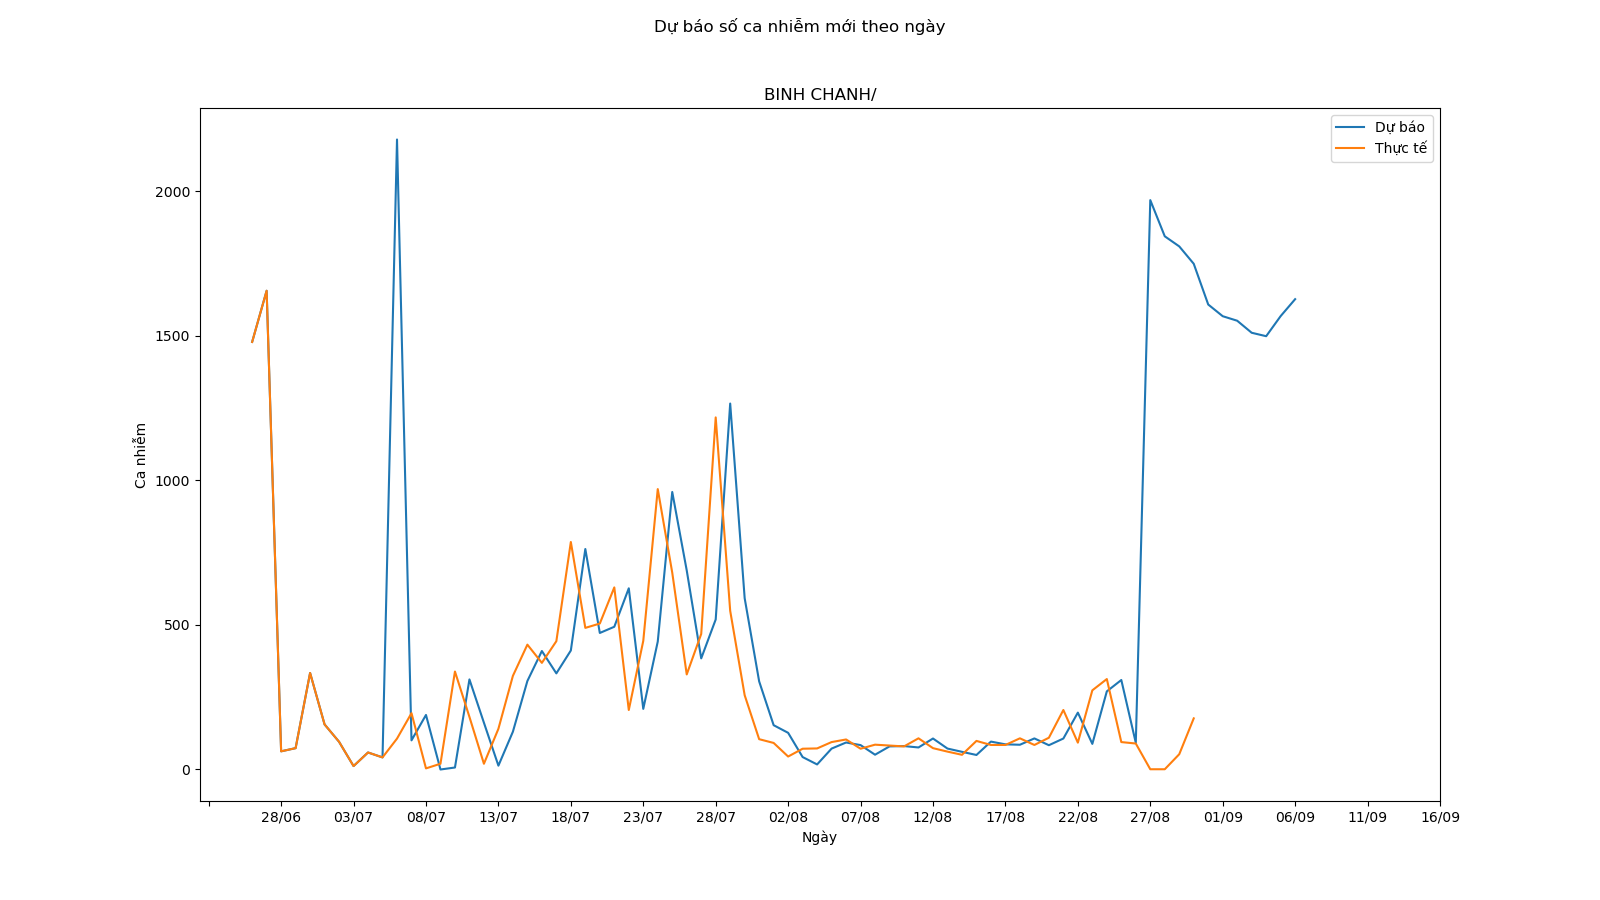 Dự báo số ca nhiễm mới theo ngày
BINH CHANH/
Dự báo
Thực tế
2000
1500
1000
500
0
Ca nhiễm
28/06 03/07 08/07 13/07 18/07 23/07 28/07 02/08 07/08 12/08 17/08 22/08 27/08 01/09 06/09 11/09 16/09
Ngày